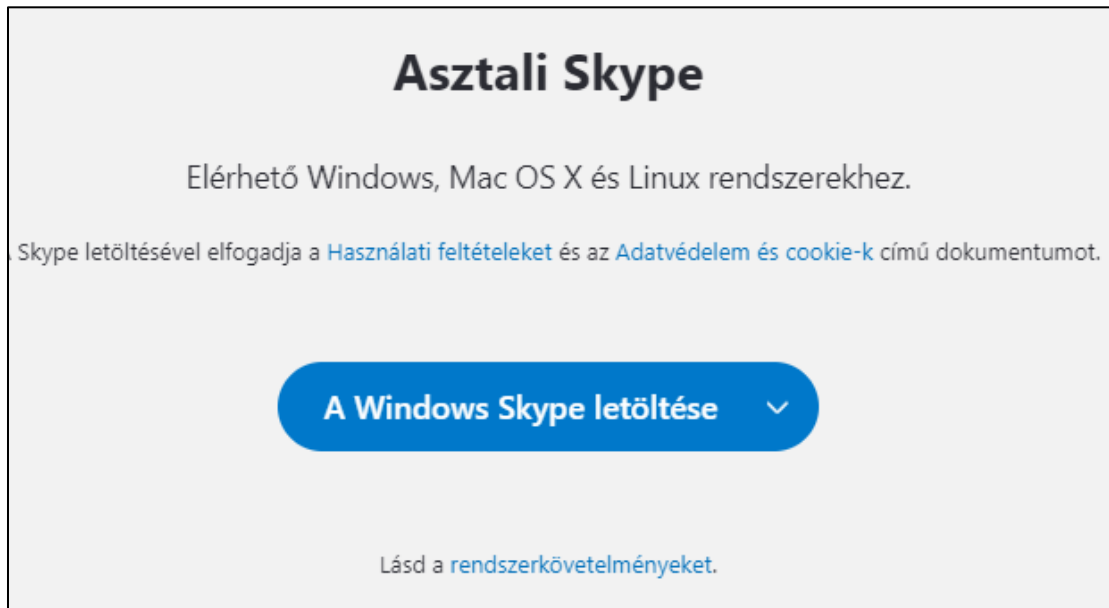 Asztali Skype
Elérhető Windows, Mac OS X és Linux rendszerekhez.
Skype letöltésével elfogadja a Használati feltételeket és az Adatvédelem és cookie-k című dokumentumot.
A Windows Skype letöltése
Lásd a rendszerkövetelményeket.